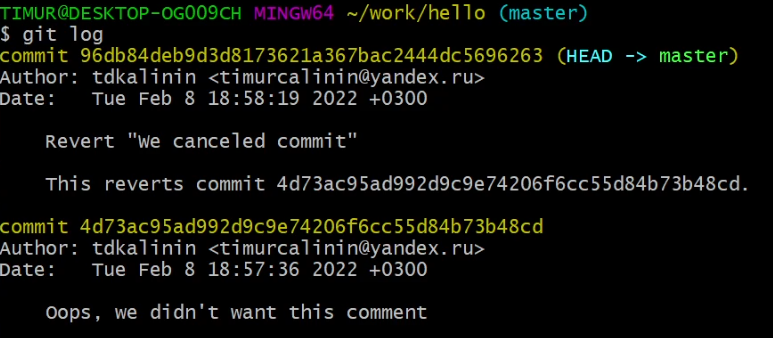 TIMUR@DESKTOP-OGO09CH MINGW64 ~/work/hello (master)
$ git log
commit 96db84deb9d3d8173621a367bac2444dc5696263 (HEAD -> master)
Author: tdkalinin <timurcalinin@yandex.ru>
Date:   Tue Feb 8 18:58:19 2022 +0300
Revert "We canceled commit"
This reverts commit 4d73ac95ad992d9c9e74206f6cc55d84b73b48cd.
commit 4d73ac95ad992d9c9e74206f6cc55d84b73b48cd
Author: tdkalinin <timurcalinin@yandex.ru>
Date:   Tue Feb 8 18:57:36 2022 +0300
Oops, we didn't want this comment